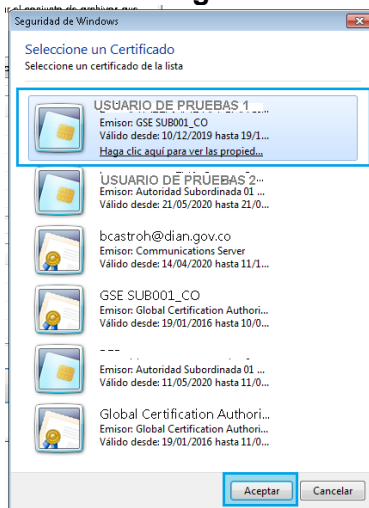 Seguridad de Windows
Seleccione un Certificado
Seleccione un certificado de la lista
USUARIO DE PRUEBAS 1
Emisor: GSE SUB001_CO
Válido desde: 10/12/2019 hasta 19/1...
Haga clic aquí para ver las propied...
USUARIO DE PRUEBAS 2...
Emisor: Autoridad Subordinada 01 ...
Válido desde: 21/05/2020 hasta 21/0...
bcastroh@dian.gov.co
Emisor: Communications Server
Válido desde: 14/04/2020 hasta 11/1...
GSE SUB001_CO
Emisor: Global Certification Authori...
Válido desde: 19/01/2016 hasta 10/0...
Emisor: Autoridad Subordinada 01 ...
Válido desde: 11/05/2020 hasta 11/0...
Global Certification Authori...
Emisor: Global Certification Authori...
Válido desde: 19/01/2016 hasta 11/0...
Aceptar Cancelar